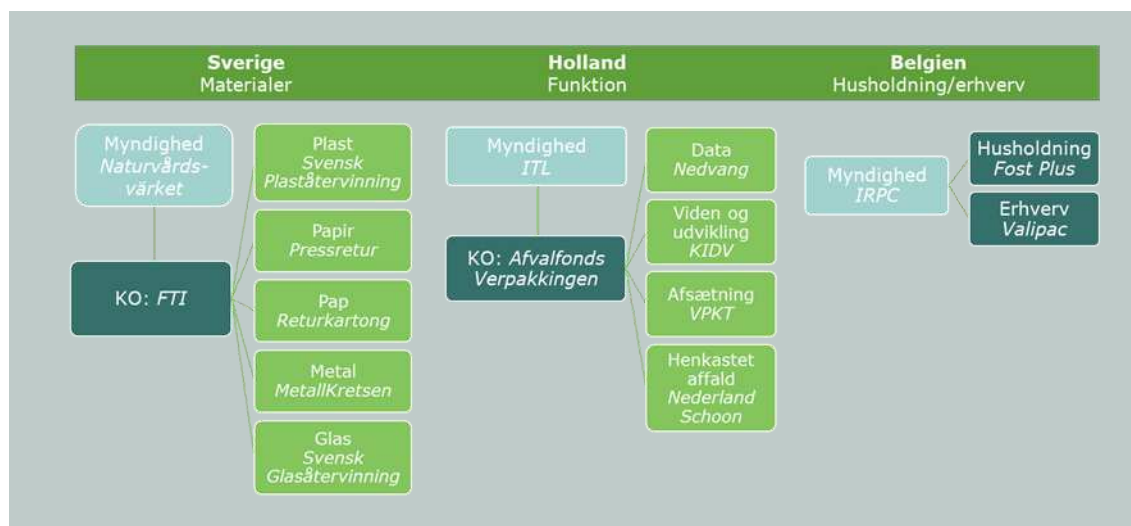 Sverige
Materialer
Holland
Funktion
Belgien
Husholdning/erhverv
Myndighed
Naturvårds-
värket
KO: FTI
Plast
Svensk
Plaståtervinning
Papir
Pressretur
Pap
Returkartong
Metal
MetallKretsen
Glas
Svensk
Glasåtervinning
Myndighed
ITL
KO: Afvalfonds
Verpakkingen
Data
Nedvang
Viden og
udvikling
KIDV
Afsætning
VPKT
Henkastet
affald
Nederland
Schoon
Myndighed
IRPC
Husholdning
Fost Plus
Erhverv
Valipac